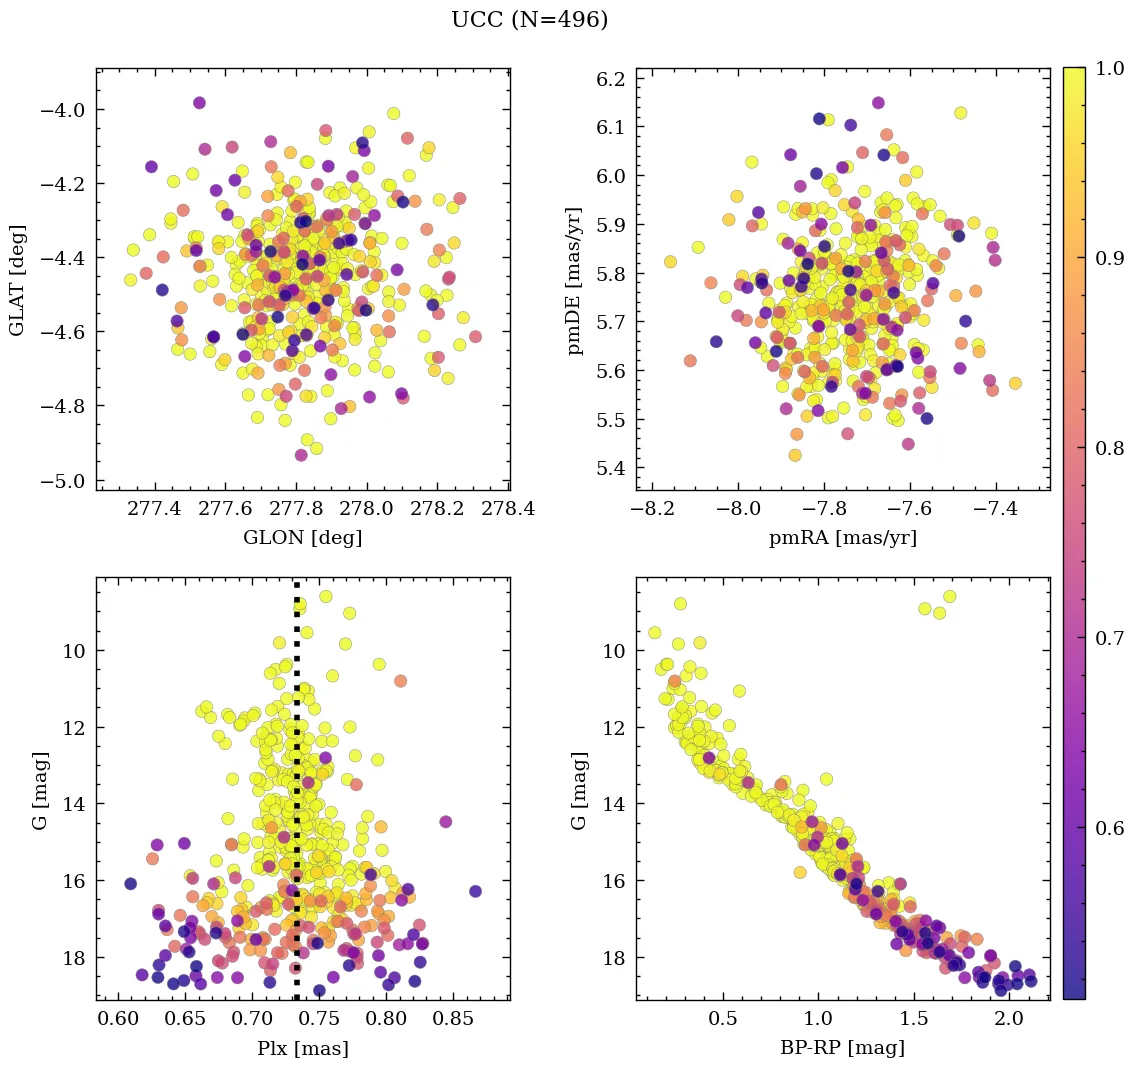 UCC (N=496)
−4.0
−4.2
−4.4
−4.6
−4.8
−5.0
GLAT [deg]
277.4 277.6 277.8 278.0 278.2 278.4
GLON [deg]
6.2
6.1
6.0
5.9
5.8
5.7
5.6
5.5
5.4
pmDE [mas/yr]
−8.2 −8.0 −7.8 −7.6 −7.4
pmRA [mas/yr]
10
12
14
16
18
G [mag]
0.60 0.65 0.70 0.75 0.80 0.85
Plx [mas]
10
12
14
16
18
G [mag]
0.5 1.0 1.5 2.0
BP-RP [mag]
1.0
0.9
0.8
0.7
0.6